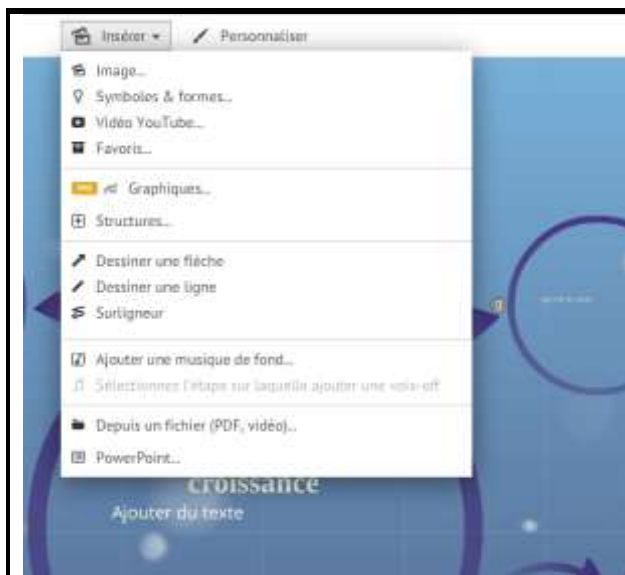 Insérer
Personnaliser
Image...
Symboles & formes...
Vidéo YouTube...
Favoris...
Graphiques...
Structures...
Dessiner une flèche
Dessiner une ligne
Surligneur
Ajouter une musique de fond...
Sélectionnez l'étape sur laquelle ajouter une voix-off
Depuis un fichier (PDF, vidéo)...
PowerPoint...
croissance
Ajouter du texte